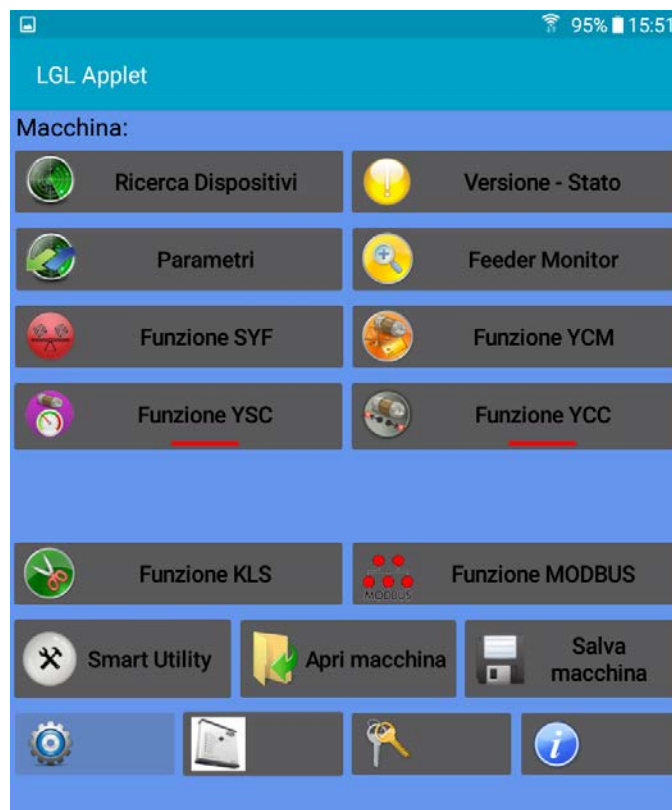 95% 15:51
LGL Applet
Macchina:
Ricerca Dispositivi
Versione - Stato
Parametri
Feeder Monitor
Funzione SYF
Funzione YCM
Funzione YSC
Funzione YCC
Funzione KLS
MODBUS
Funzione MODBUS
Smart Utility
Apri macchina
Salva
macchina